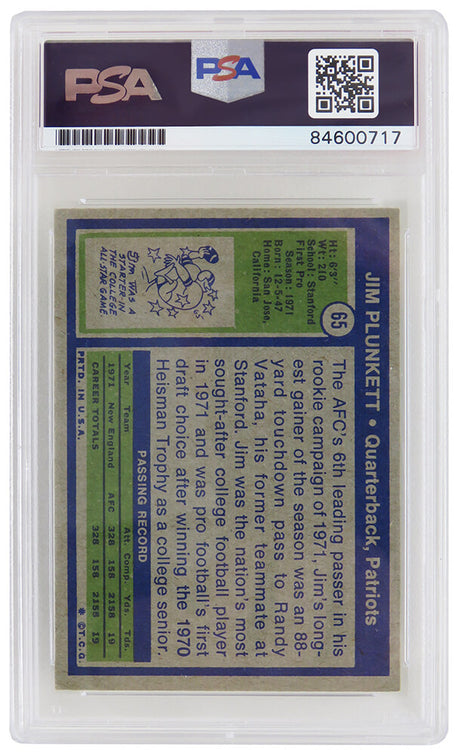 PSA
PSA
84600717
JIM PLUNKETT • Quarterback, Patriots
65
Ht: 6'3"
Wt: 210
School: Stanford
First Pro
Season: 1971
Born: 12-5-47
Home: San Jose,
California
JIM WAS A
STARTER IN
THE COLLEGE
ALL STAR GAME.
The AFC's 6th leading passer in his
rookie campaign of 1971, Jim's long-
est gainer of the season was an 88-
yard touchdown pass to Randy
Vataha, his former teammate at
Stanford. Jim was the nation's most
sought-after college football player
in 1971 and was pro football's first
draft choice after winning the 1970
Heisman Trophy as a college senior.
PASSING RECORD
Year Team Att. Comp. Yds. Tds.
1971 New England AFC 328 158 2158 19
CAREER TOTALS 328 158 2158 19
PRTD. IN U.S.A.
* © T.C.G.